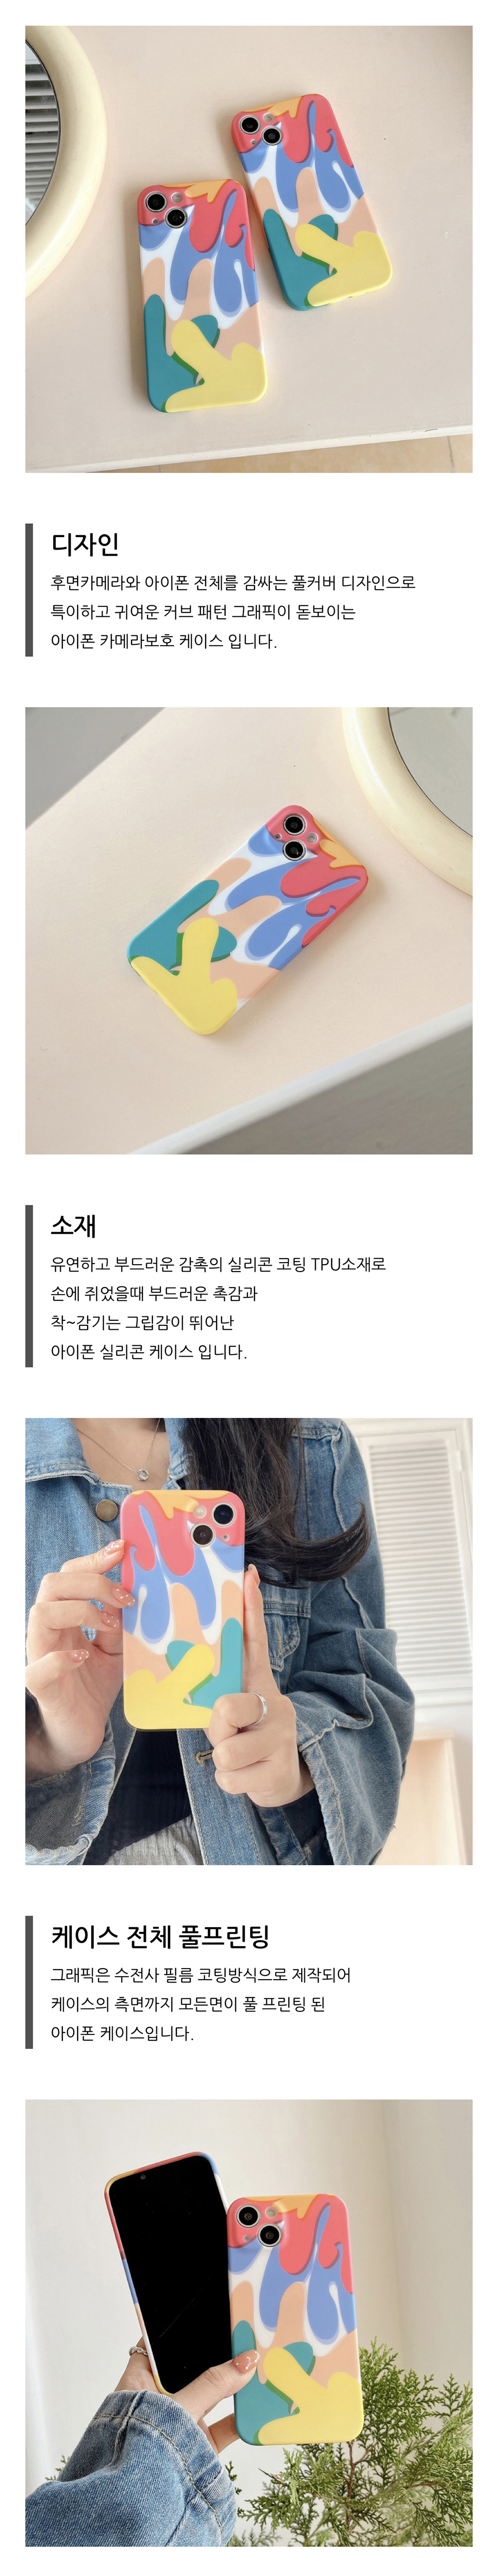 디자인
후면카메라와 아이폰 전체를 감싸는 풀커버 디자인으로
특이하고 귀여운 커브 패턴 그래픽이 돋보이는
아이폰 카메라보호 케이스 입니다.
소재
유연하고 부드러운 감촉의 실리콘 코팅 TPU소재로
손에 쥐었을때 부드러운 촉감과
착~감기는 그립감이 뛰어난
아이폰 실리콘 케이스 입니다.
케이스 전체 풀프린팅
그래픽은 수전사 필름 코팅방식으로 제작되어
케이스의 측면까지 모든면이 풀 프린팅 된
아이폰 케이스입니다.